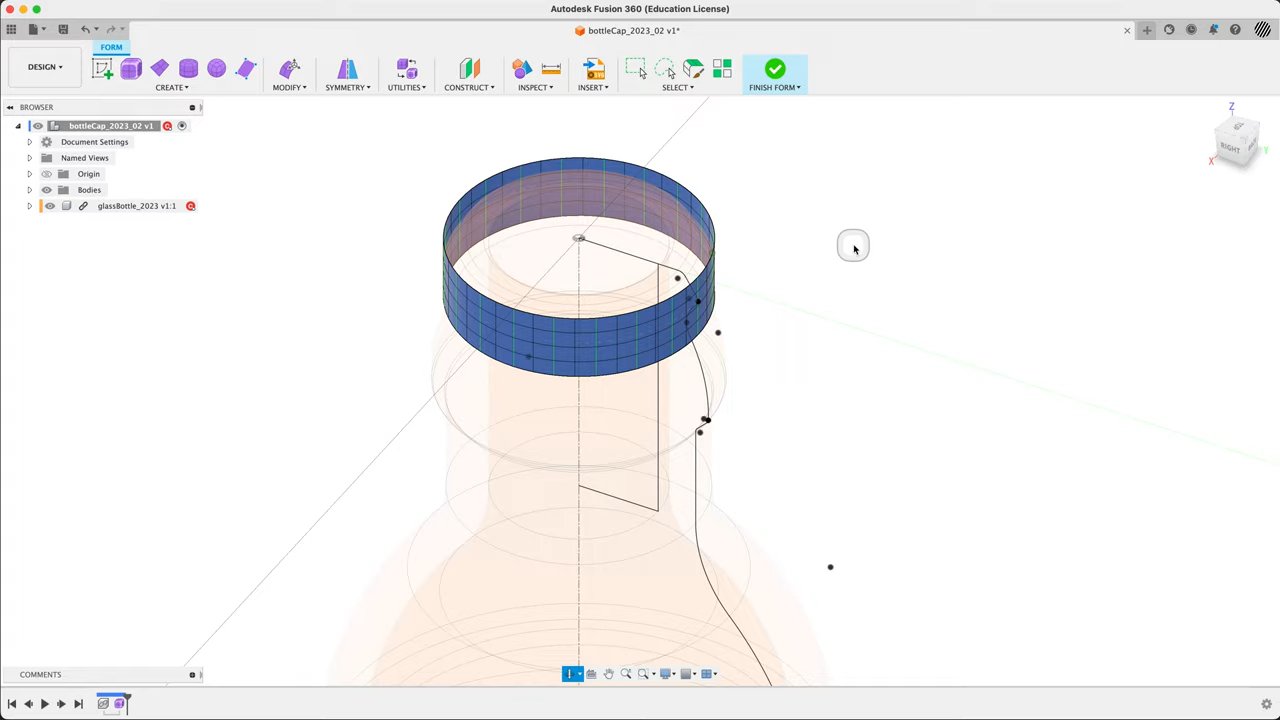 Autodesk Fusion 360 (Education License)
bottleCap_2023_02 v1*
FORM
DESIGN
CREATE
MODIFY
SYMMETRY
UTILITIES
CONSTRUCT
INSPECT
INSERT
SELECT
FINISH FORM
BROWSER
bottleCap_2023_02 v1
Document Settings
Named Views
Origin
Bodies
glassBottle_2023 v1:1
Z
RIGHT
X
Y
COMMENTS